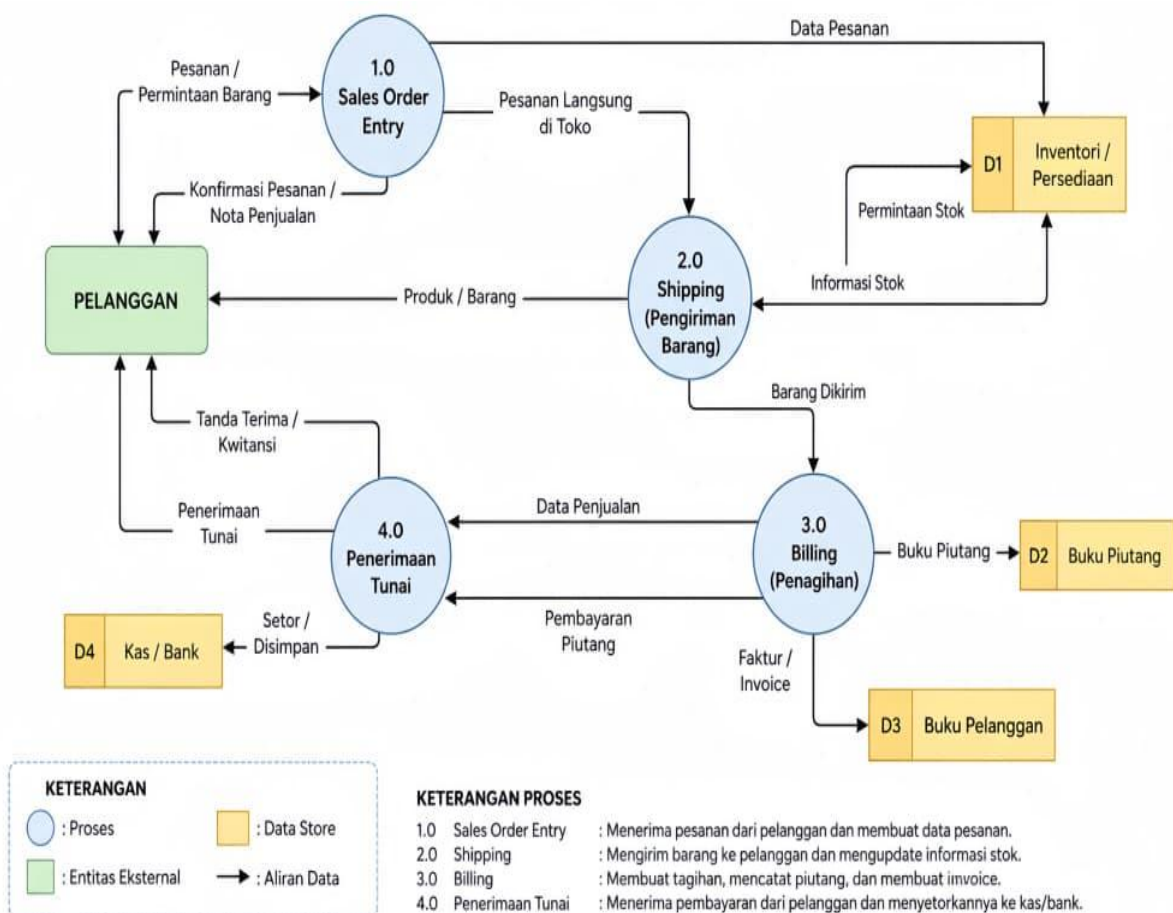 Data Pesanan
1.0
Sales Order
Entry
Pesanan /
Permintaan Barang
Pesanan Langsung
di Toko
D1
Inventori /
Persediaan
Konfirmasi Pesanan /
Nota Penjualan
Permintaan Stok
2.0
Shipping
(Pengiriman
Barang)
Informasi Stok
PELANGGAN
Produk / Barang
Barang Dikirim
Tanda Terima /
Kwitansi
Penerimaan
Tunai
4.0
Penerimaan
Tunai
Data Penjualan
3.0
Billing
(Penagihan)
Buku Piutang
D2
Buku Piutang
Pembayaran
Piutang
Setor /
Disimpan
D4
Kas / Bank
Faktur /
Invoice
D3
Buku Pelanggan
KETERANGAN
: Proses
: Data Store
: Entitas Eksternal
: Aliran Data
KETERANGAN PROSES
1.0 Sales Order Entry : Menerima pesanan dari pelanggan dan membuat data pesanan.
2.0 Shipping : Mengirim barang ke pelanggan dan mengupdate informasi stok.
3.0 Billing : Membuat tagihan, mencatat piutang, dan membuat invoice.
4.0 Penerimaan Tunai : Menerima pembayaran dari pelanggan dan menyetorkannya ke kas/bank.